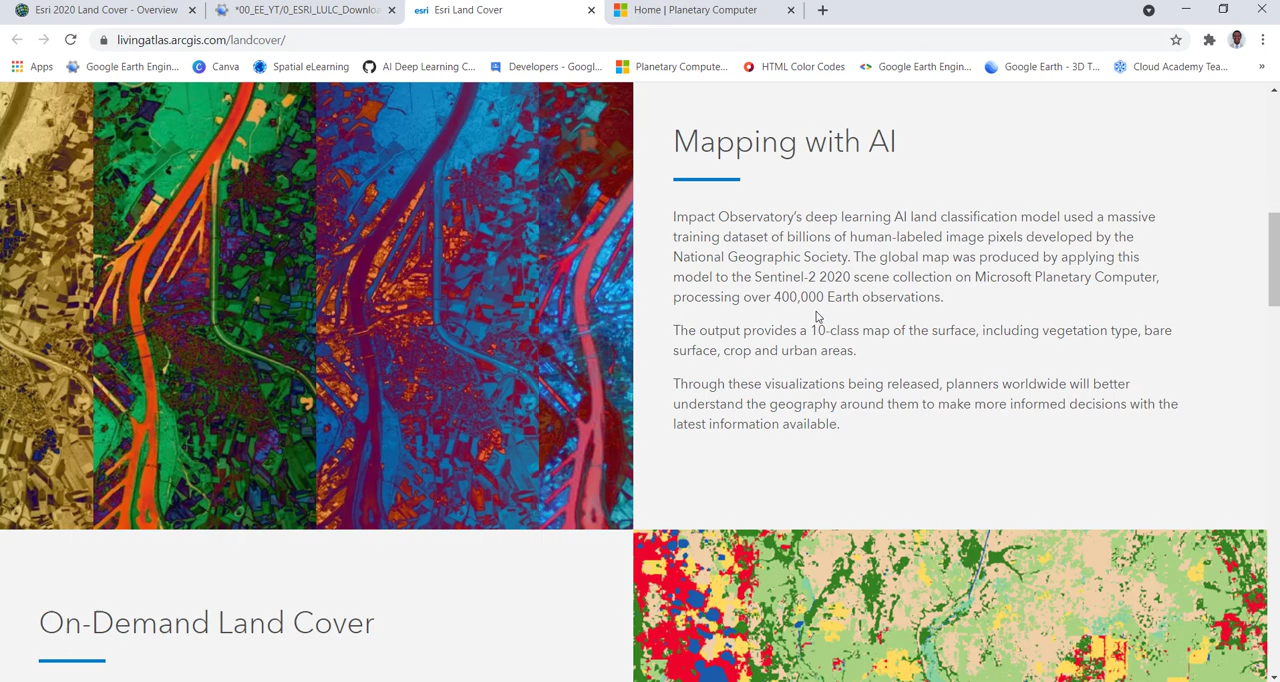 Esri 2020 Land Cover - Overview
*00_EE_YT/0_ESRI_LULC_Downloa
esri Esri Land Cover
Home | Planetary Computer
livingatlas.arcgis.com/landcover/
Apps
Google Earth Engin...
Canva
Spatial eLearning
AI Deep Learning C...
Developers - Googl...
Planetary Compute...
HTML Color Codes
Google Earth Engin...
Google Earth - 3D T...
Cloud Academy Tea...
»
Mapping with AI
Impact Observatory's deep learning AI land classification model used a massive
training dataset of billions of human-labeled image pixels developed by the
National Geographic Society. The global map was produced by applying this
model to the Sentinel-2 2020 scene collection on Microsoft Planetary Computer,
processing over 400,000 Earth observations.
The output provides a 10-class map of the surface, including vegetation type, bare
surface, crop and urban areas.
Through these visualizations being released, planners worldwide will better
understand the geography around them to make more informed decisions with the
latest information available.
On-Demand Land Cover